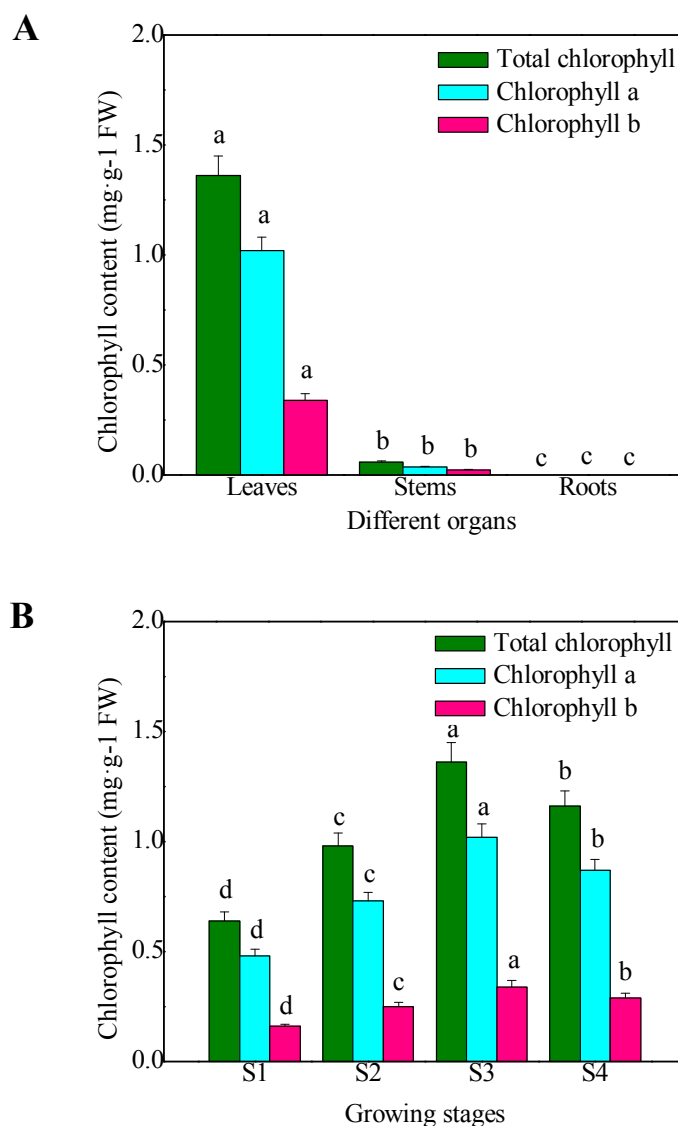 A
2.0
Total chlorophyll
Chlorophyll a
Chlorophyll b
1.5
1.0
0.5
0.0
Chlorophyll content (mg·g-1 FW)
a
a
a
b b b
c c c
Leaves Stems Roots
Different organs
B
2.0
Total chlorophyll
Chlorophyll a
Chlorophyll b
1.5
1.0
0.5
0.0
Chlorophyll content (mg·g-1 FW)
d d d
c c c
a a a
b b b
S1 S2 S3 S4
Growing stages